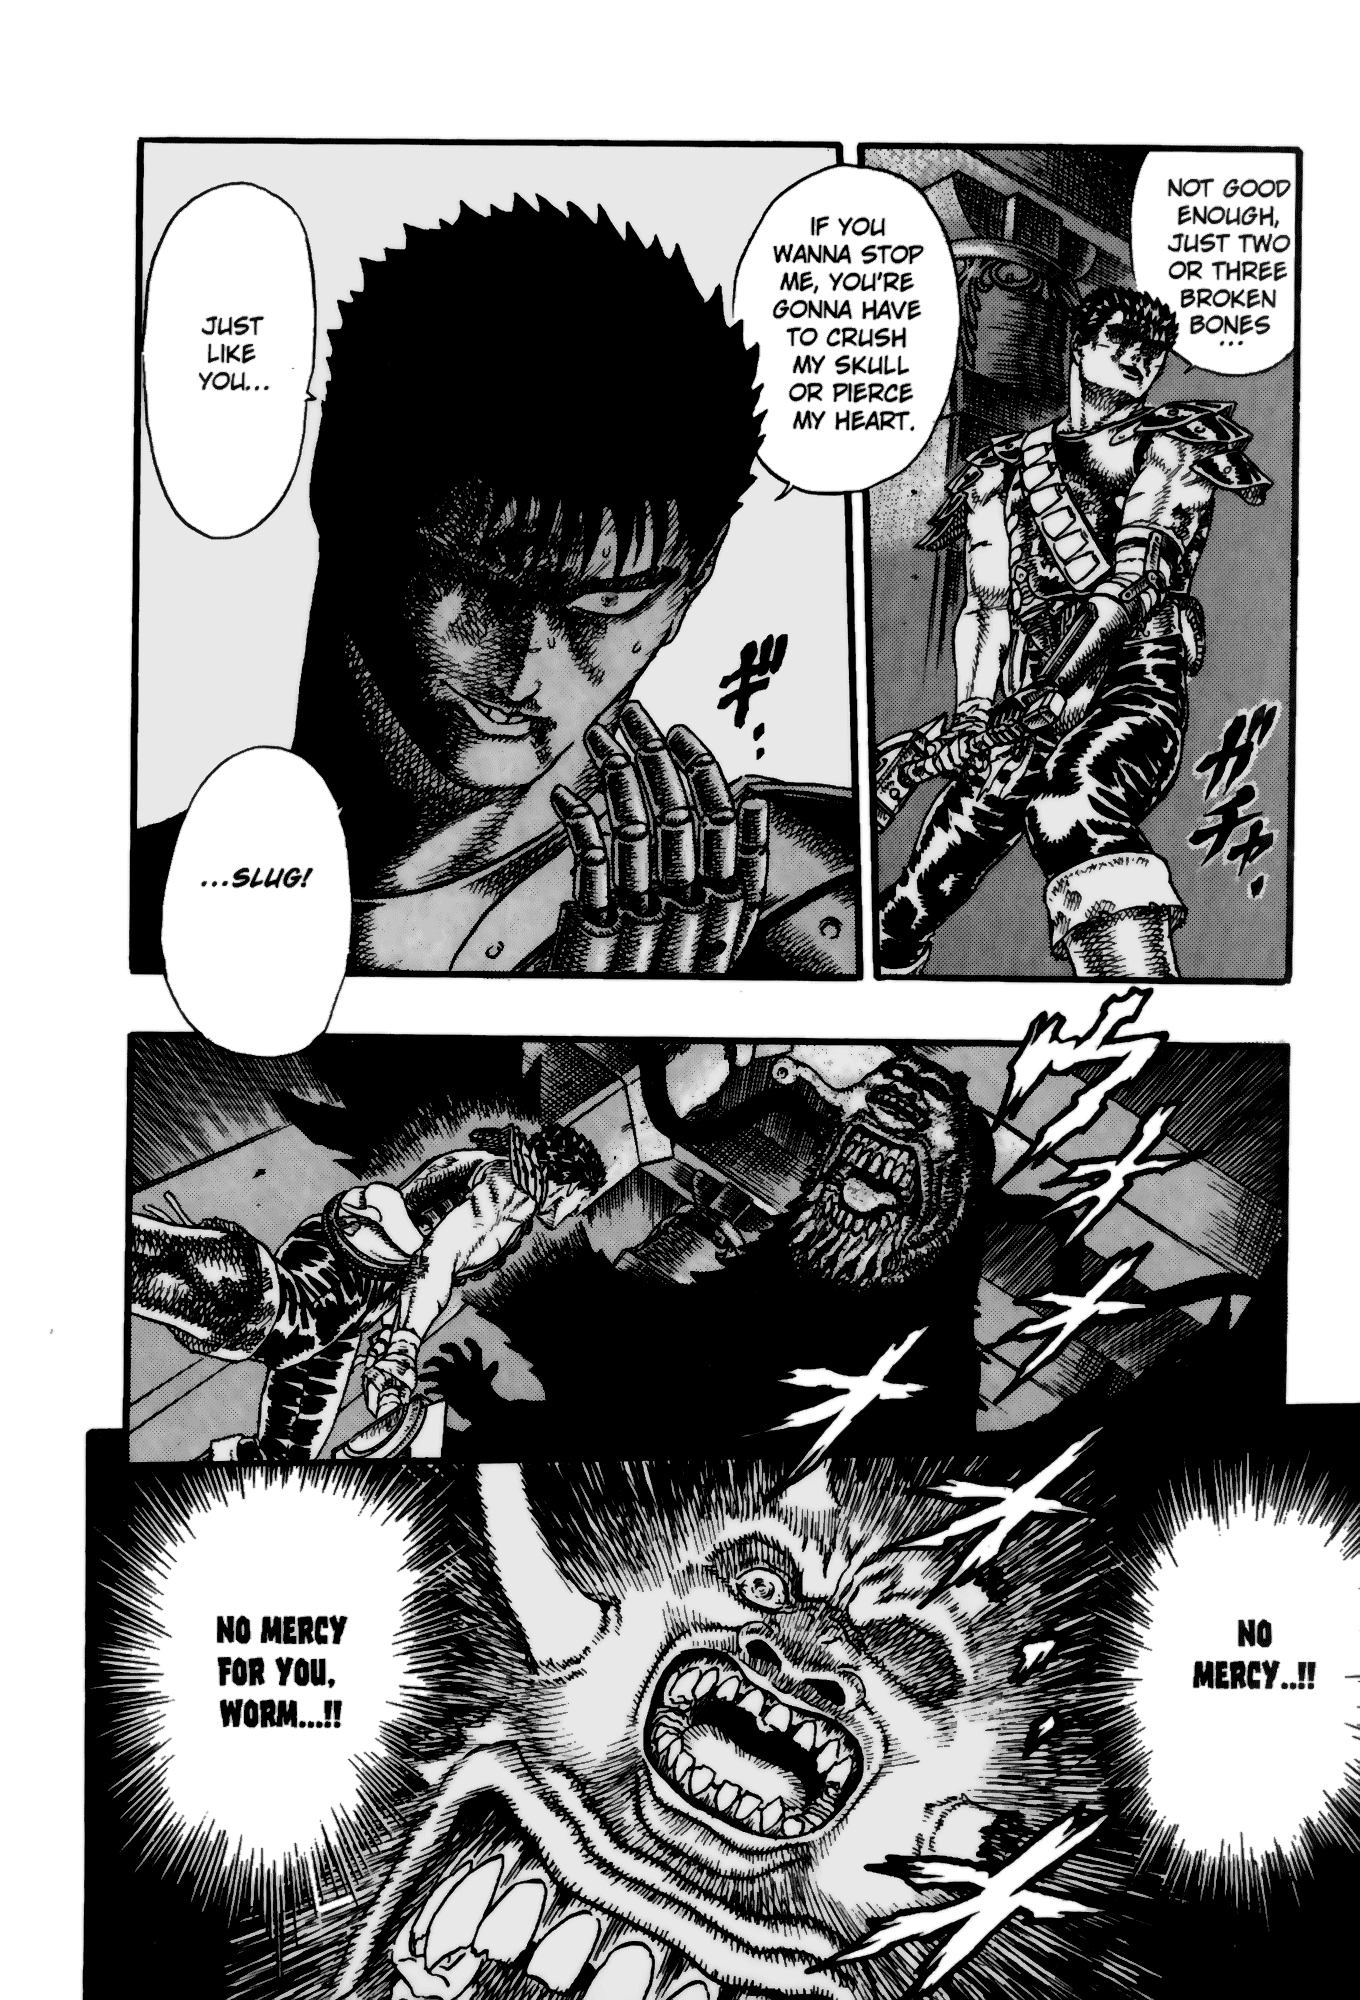 NOT GOOD
ENOUGH,
JUST TWO
OR THREE
BROKEN
BONES
...
ガチャ
IF YOU
WANNA STOP
ME, YOU'RE
GONNA HAVE
TO CRUSH
MY SKULL
OR PIERCE
MY HEART.
ギ
JUST
LIKE
YOU...
...SLUG!
NO
MERCY..!!
NO MERCY
FOR YOU,
WORM...!!